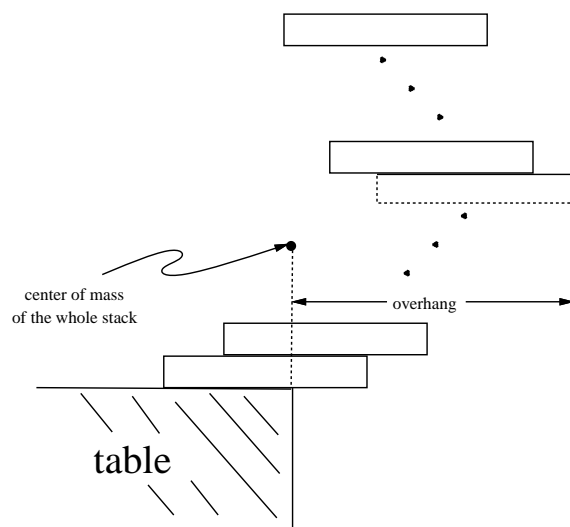 center of mass
of the whole stack
overhang
table